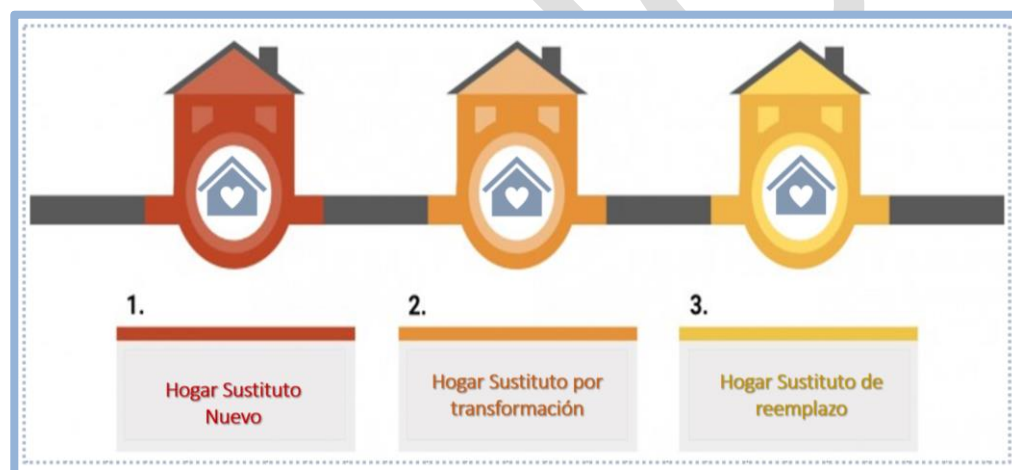 1.
Hogar Sustituto
Nuevo
2.
Hogar Sustituto por
transformación
3.
Hogar Sustituto de
reemplazo